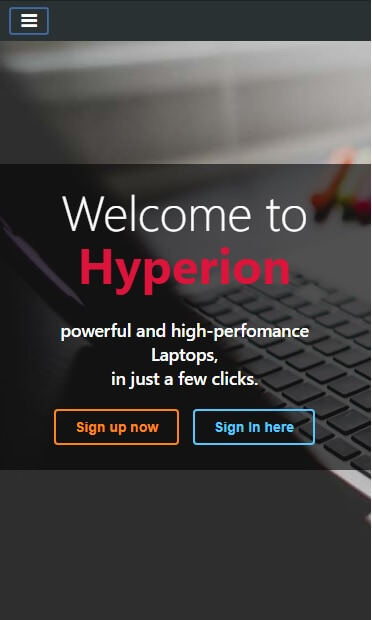 Welcome to
Hyperion
powerful and high-perfomance
Laptops,
in just a few clicks.
Sign up now
Sign In here